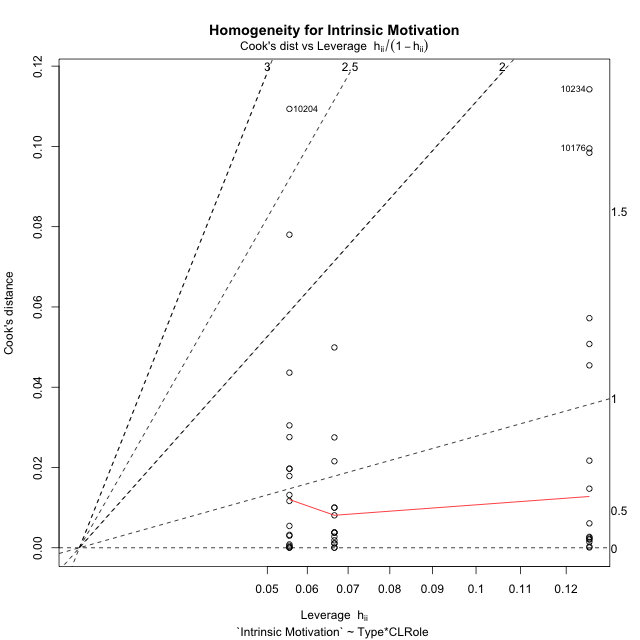 Homogeneity for Intrinsic Motivation
Cook's dist vs Leverage hii/(1 − hii)
3 2.5 2
0.12
10234
10204
0.10
10176
0.08
1.5
0.06
Cook's distance
0.04
1
0.02
0.5
0.00
0
0.05 0.06 0.07 0.08 0.09 0.1 0.11 0.12
Leverage hii
`Intrinsic Motivation` ~ Type*CLRole